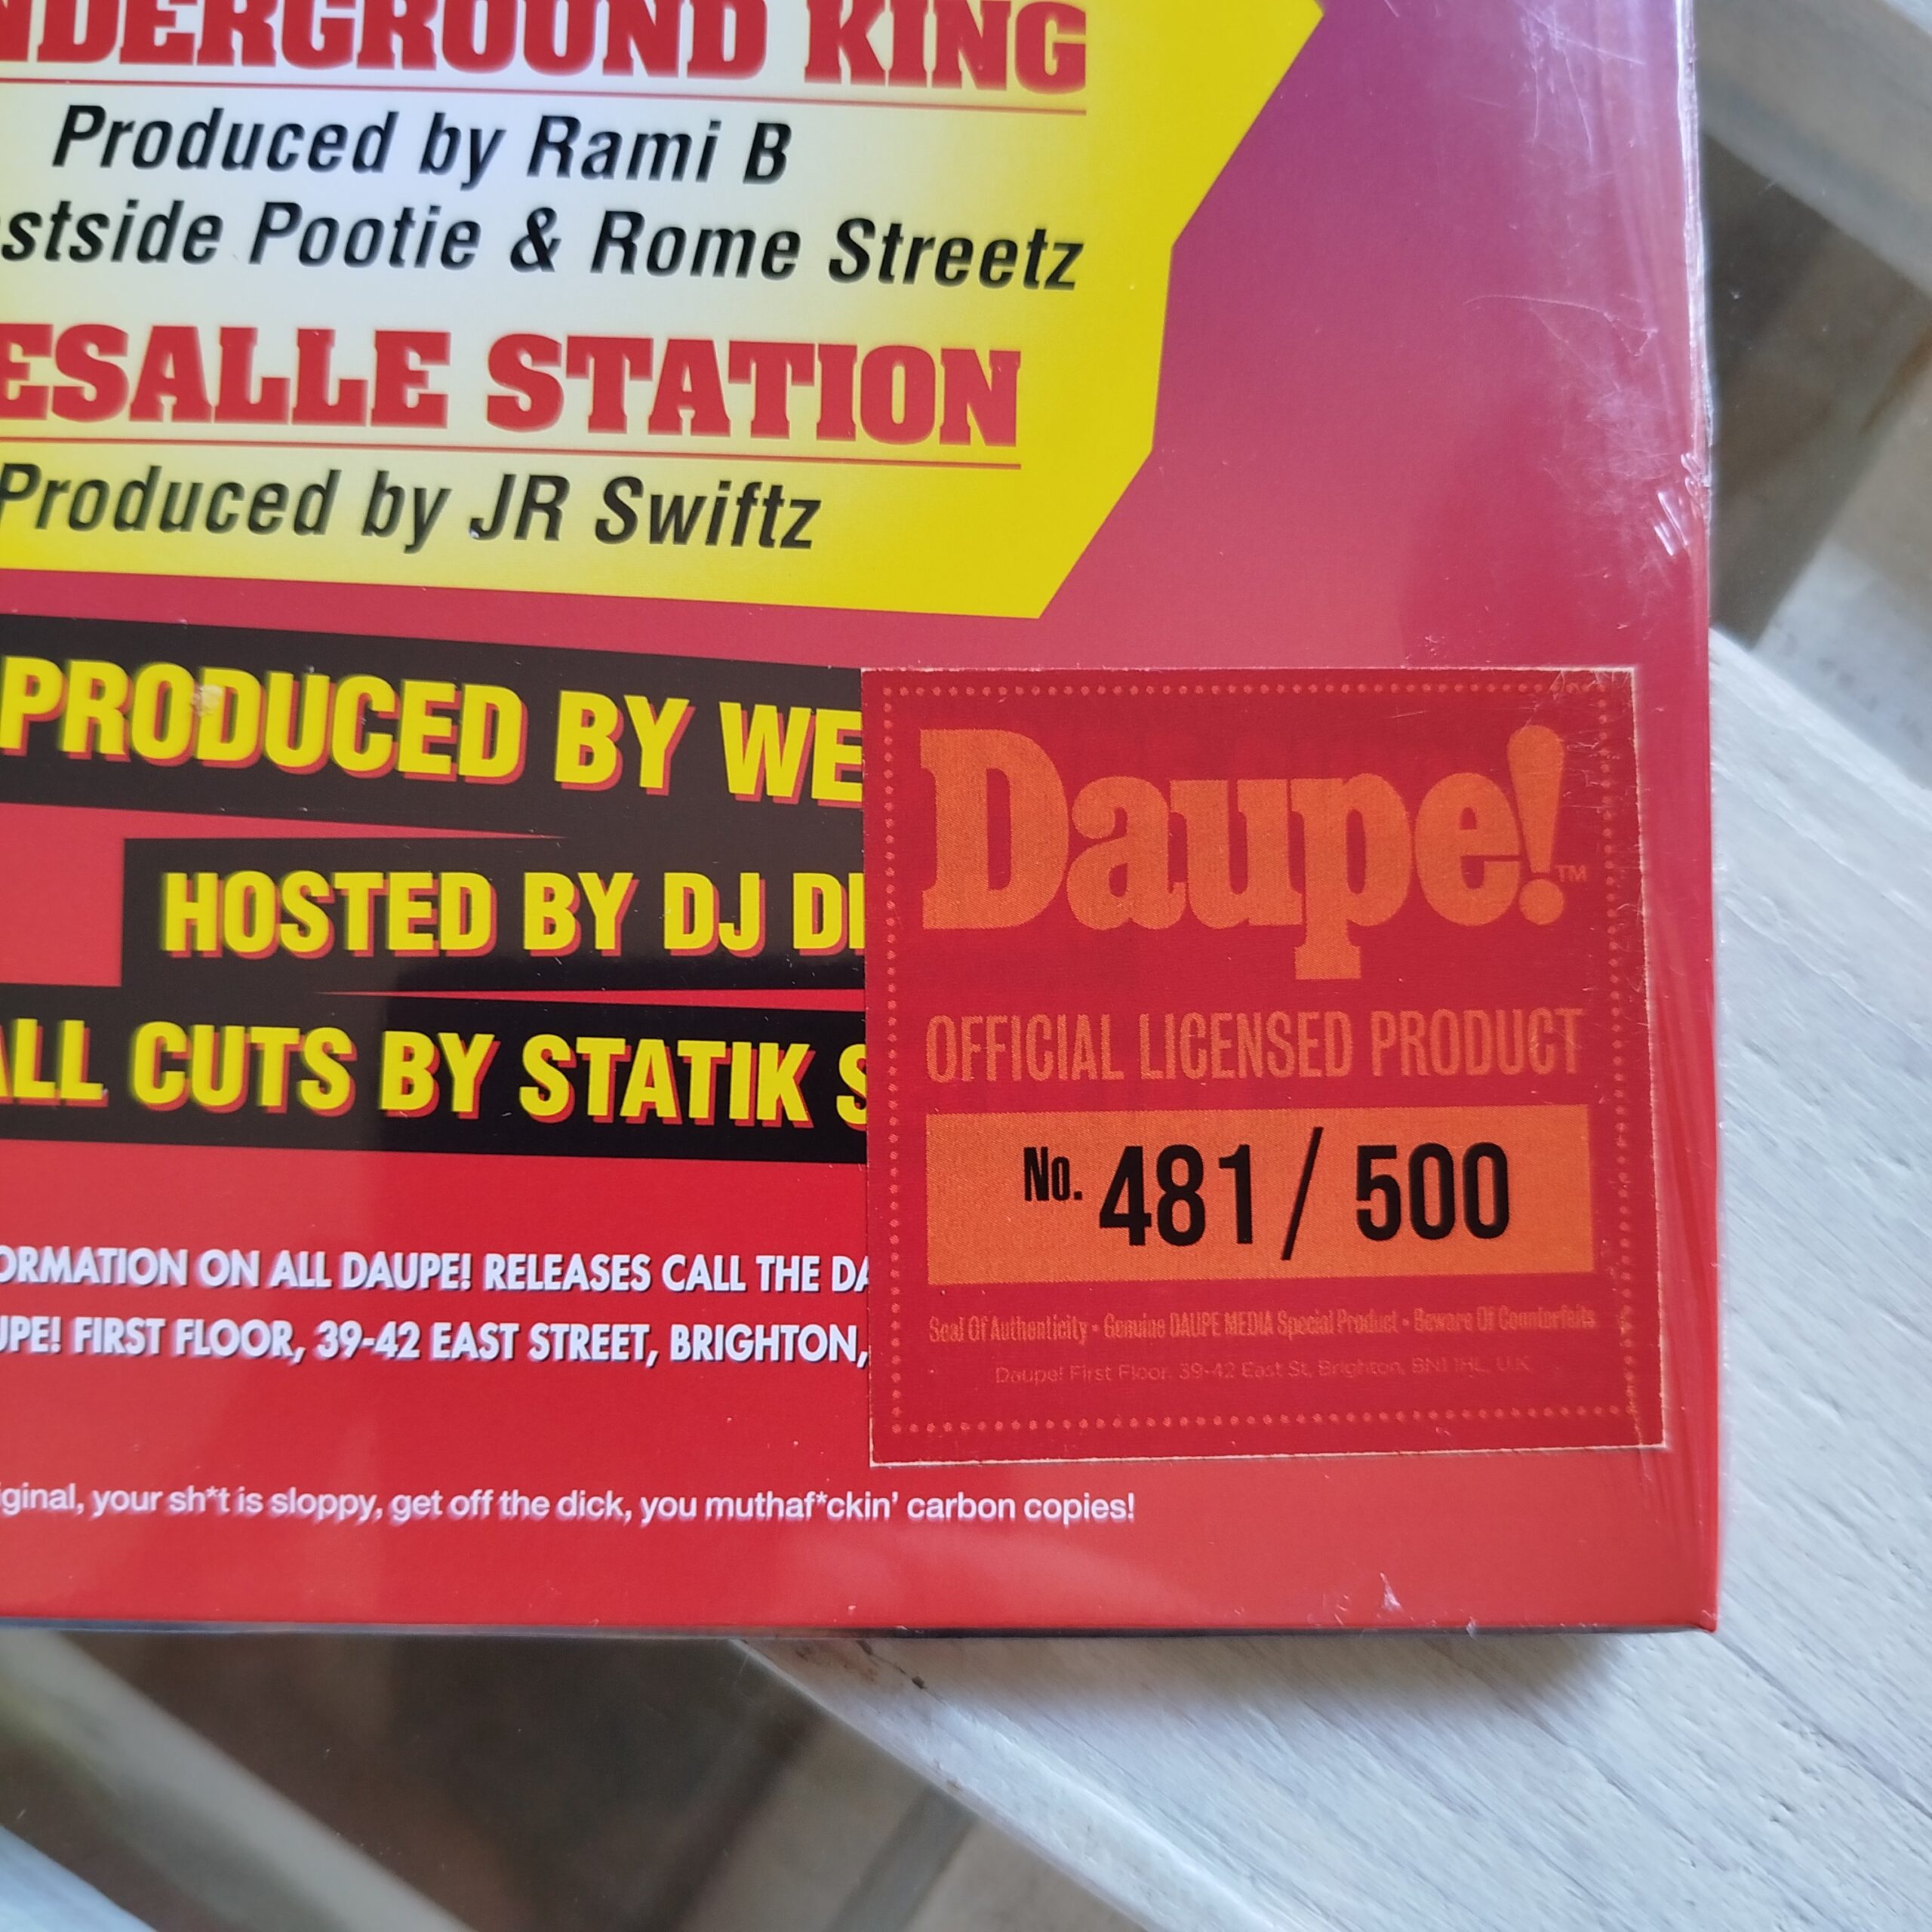 NDERGROUND KING
Produced by Rami B
stside Pootie & Rome Streetz
ESALLE STATION
Produced by JR Swiftz
PRODUCED BY WE
HOSTED BY DJ D
ALL CUTS BY STATIK S
ORMATION ON ALL DAUPE! RELEASES CALL THE DA
UPE! FIRST FLOOR, 39-42 EAST STREET, BRIGHTON,
ginal, your sh*t is sloppy, get off the dick, you muthaf*ckin' carbon copies!
Daupe!™
OFFICIAL LICENSED PRODUCT
No. 481 / 500
Seal Of Authenticity • Genuine DAUPE MEDIA Special Product • Beware Of Counterfeits
Daupe! First Floor, 39-42 East St, Brighton, BN1 1HL, U.K